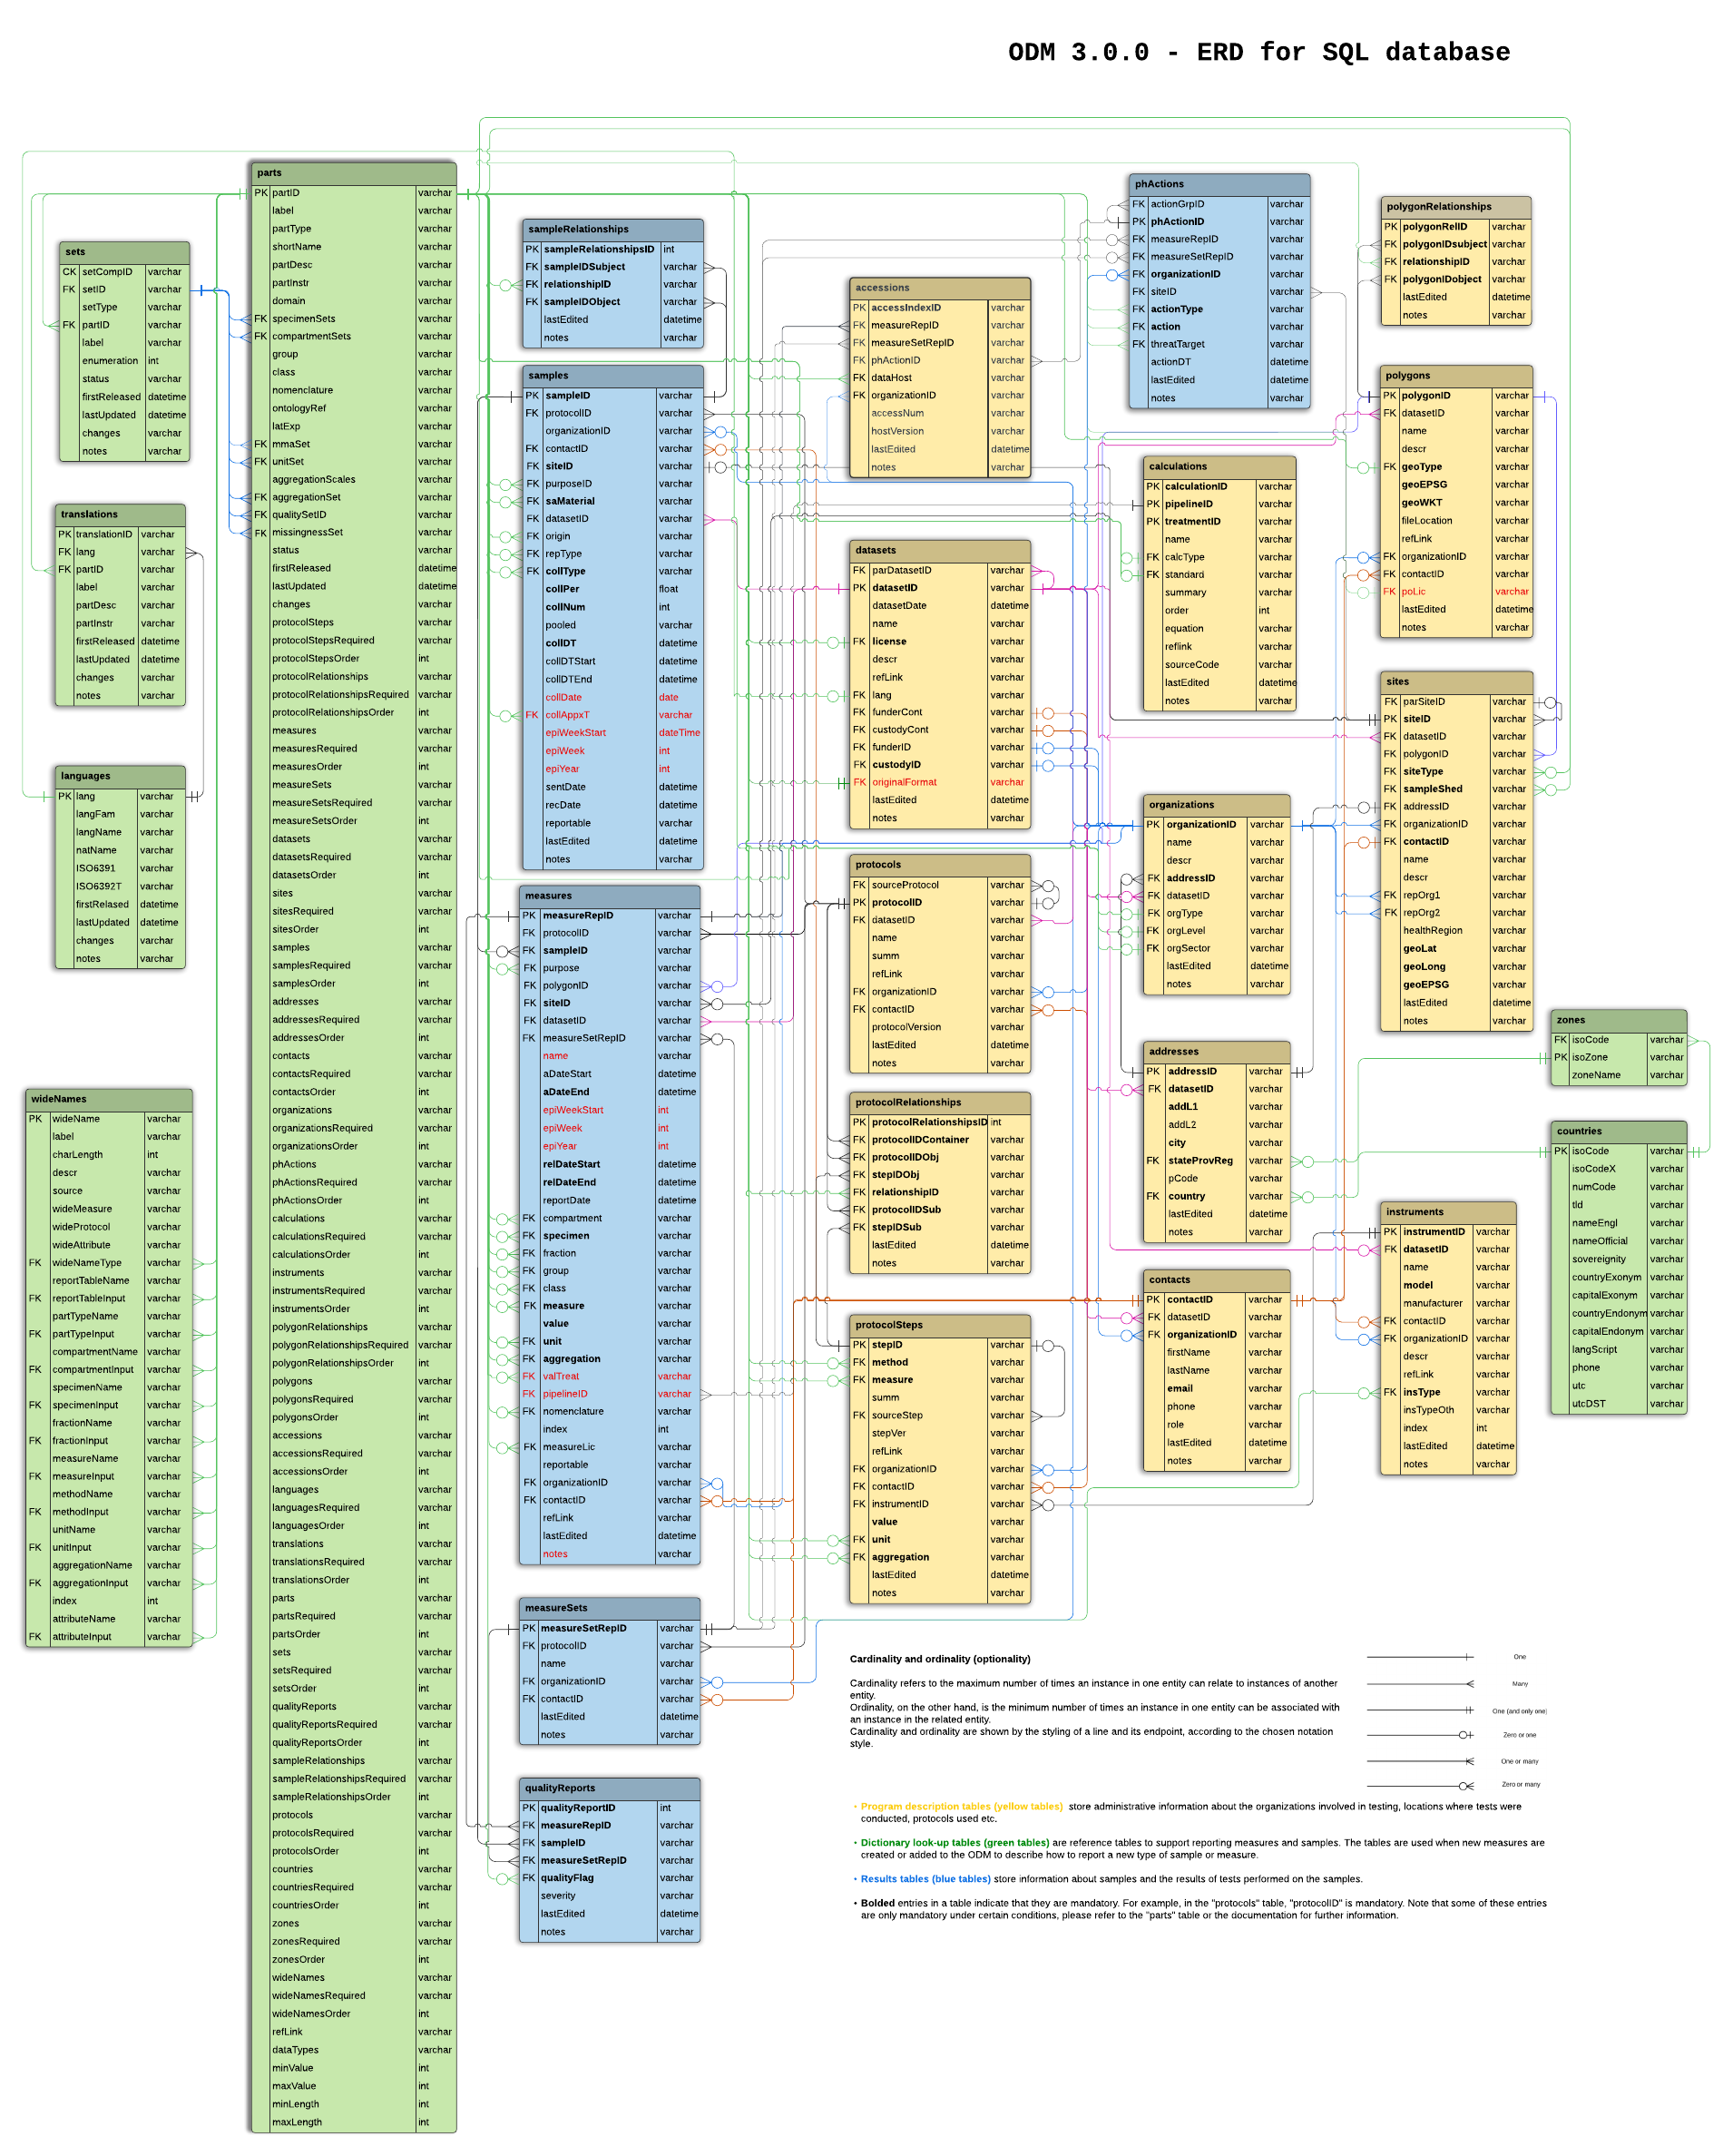 ODM 3.0.0 - ERD for SQL database
parts
PK partID varchar
label varchar
partType varchar
shortName varchar
partDesc varchar
partInstr varchar
domain varchar
FK specimenSets varchar
FK compartmentSets varchar
group varchar
class varchar
nomenclature varchar
ontologyRef varchar
latExp varchar
FK mmaSet varchar
FK unitSet varchar
aggregationScales varchar
FK aggregationSet varchar
FK qualitySetID varchar
FK missingnessSet varchar
status varchar
firstReleased datetime
lastUpdated datetime
changes varchar
protocolSteps varchar
protocolStepsRequired varchar
protocolStepsOrder int
protocolRelationships varchar
protocolRelationshipsRequired varchar
protocolRelationshipsOrder int
measures varchar
measuresRequired varchar
measuresOrder int
measureSets varchar
measureSetsRequired varchar
measureSetsOrder int
datasets varchar
datasetsRequired varchar
datasetsOrder int
sites varchar
sitesRequired varchar
sitesOrder int
samples varchar
samplesRequired varchar
samplesOrder int
addresses varchar
addressesRequired varchar
addressesOrder int
contacts varchar
contactsRequired varchar
contactsOrder int
organizations varchar
organizationsRequired varchar
organizationsOrder int
phActions varchar
phActionsRequired varchar
phActionsOrder int
calculations varchar
calculationsRequired varchar
calculationsOrder int
instruments varchar
instrumentsRequired varchar
instrumentsOrder int
polygonRelationships varchar
polygonRelationshipsRequired varchar
polygonRelationshipsOrder int
polygons varchar
polygonsRequired varchar
polygonsOrder int
accessions varchar
accessionsRequired varchar
accessionsOrder int
languages varchar
languagesRequired varchar
languagesOrder int
translations varchar
translationsRequired varchar
translationsOrder int
parts varchar
partsRequired varchar
partsOrder int
sets varchar
setsRequired varchar
setsOrder int
qualityReports varchar
qualityReportsRequired varchar
qualityReportsOrder int
sampleRelationships varchar
sampleRelationshipsRequired varchar
sampleRelationshipsOrder int
protocols varchar
protocolsRequired varchar
protocolsOrder int
countries varchar
countriesRequired varchar
countriesOrder int
zones varchar
zonesRequired varchar
zonesOrder int
wideNames varchar
wideNamesRequired varchar
wideNamesOrder int
refLink varchar
dataTypes varchar
minValue int
maxValue int
minLength int
maxLength int
sets
CK setCompID varchar
FK setID varchar
setType varchar
FK partID varchar
label varchar
enumeration int
status varchar
firstReleased datetime
lastUpdated datetime
changes varchar
notes varchar
translations
PK translationID varchar
FK lang varchar
FK partID varchar
label varchar
partDesc varchar
partInstr varchar
firstReleased datetime
lastUpdated datetime
changes varchar
notes varchar
languages
PK lang varchar
langFam varchar
langName varchar
natName varchar
ISO6391 varchar
ISO6392T varchar
firstRelased datetime
lastUpdated datetime
changes varchar
notes varchar
wideNames
PK wideName varchar
label varchar
charLength int
descr varchar
source varchar
wideMeasure varchar
wideProtocol varchar
wideAttribute varchar
FK wideNameType varchar
reportTableName varchar
FK reportTableInput varchar
partTypeName varchar
FK partTypeInput varchar
compartmentName varchar
FK compartmentInput varchar
specimenName varchar
FK specimenInput varchar
fractionName varchar
FK fractionInput varchar
measureName varchar
FK measureInput varchar
methodName varchar
FK methodInput varchar
unitName varchar
FK unitInput varchar
aggregationName varchar
FK aggregationInput varchar
index int
attributeName varchar
FK attributeInput varchar
sampleRelationships
PK sampleRelationshipsID int
FK sampleIDSubject varchar
FK relationshipID varchar
FK sampleIDObject varchar
lastEdited datetime
notes varchar
samples
PK sampleID varchar
FK protocolID varchar
organizationID varchar
FK contactID varchar
FK siteID varchar
FK purposeID varchar
FK saMaterial varchar
FK datasetID varchar
FK origin varchar
FK repType varchar
FK collType varchar
collPer float
collNum int
pooled varchar
collDT datetime
collDTStart datetime
collDTEnd datetime
collDate date
FK collAppxT varchar
epiWeekStart dateTime
epiWeek int
epiYear int
sentDate datetime
recDate datetime
reportable varchar
lastEdited datetime
notes varchar
measures
PK measureRepID varchar
FK protocolID varchar
FK sampleID varchar
FK purpose varchar
FK polygonID varchar
FK siteID varchar
FK datasetID varchar
FK measureSetRepID varchar
name varchar
aDateStart datetime
aDateEnd datetime
epiWeekStart int
epiWeek int
epiYear int
relDateStart datetime
relDateEnd datetime
reportDate datetime
FK compartment varchar
FK specimen varchar
FK fraction varchar
FK group varchar
FK class varchar
FK measure varchar
value varchar
FK unit varchar
FK aggregation varchar
FK valTreat varchar
FK pipelineID varchar
FK nomenclature varchar
index int
FK measureLic varchar
reportable varchar
FK organizationID varchar
FK contactID varchar
refLink varchar
lastEdited datetime
notes varchar
measureSets
PK measureSetRepID varchar
FK protocolID varchar
name varchar
FK organizationID varchar
FK contactID varchar
lastEdited datetime
notes varchar
qualityReports
PK qualityReportID int
FK measureRepID varchar
FK sampleID varchar
FK measureSetRepID varchar
FK qualityFlag varchar
severity varchar
lastEdited datetime
notes varchar
accessions
PK accessIndexID varchar
FK measureRepID varchar
FK measureSetRepID varchar
FK phActionID varchar
FK dataHost varchar
FK organizationID varchar
accessNum varchar
hostVersion varchar
lastEdited datetime
notes varchar
datasets
FK parDatasetID varchar
PK datasetID varchar
datasetDate datetime
name varchar
FK license varchar
descr varchar
refLink varchar
FK lang varchar
FK funderCont varchar
FK custodyCont varchar
FK funderID varchar
FK custodyID varchar
FK originalFormat varchar
lastEdited datetime
notes varchar
protocols
FK sourceProtocol varchar
PK protocolID varchar
FK datasetID varchar
name varchar
summ varchar
refLink varchar
FK organizationID varchar
FK contactID varchar
protocolVersion varchar
lastEdited datetime
notes varchar
protocolRelationships
PK protocolRelationshipsID int
FK protocolIDContainer varchar
FK protocolIDObj varchar
FK stepIDObj varchar
FK relationshipID varchar
FK protocolIDSub varchar
FK stepIDSub varchar
lastEdited datetime
notes varchar
protocolSteps
PK stepID varchar
FK method varchar
FK measure varchar
summ varchar
FK sourceStep varchar
stepVer varchar
refLink varchar
FK organizationID varchar
FK contactID varchar
FK instrumentID varchar
value varchar
FK unit varchar
FK aggregation varchar
lastEdited datetime
notes varchar
phActions
FK actionGrpID varchar
PK phActionID varchar
FK measureRepID varchar
FK measureSetRepID varchar
FK organizationID varchar
FK siteID varchar
FK actionType varchar
FK action varchar
FK threatTarget varchar
actionDT datetime
lastEdited datetime
notes varchar
calculations
PK calculationID varchar
PK pipelineID varchar
PK treatmentID varchar
name varchar
FK calcType varchar
FK standard varchar
summary varchar
order int
equation varchar
reflink varchar
sourceCode varchar
lastEdited datetime
notes varchar
organizations
PK organizationID varchar
name varchar
descr varchar
FK addressID varchar
FK datasetID varchar
FK orgType varchar
FK orgLevel varchar
FK orgSector varchar
lastEdited datetime
notes varchar
addresses
PK addressID varchar
FK datasetID varchar
addL1 varchar
addL2 varchar
city varchar
FK stateProvReg varchar
pCode varchar
FK country varchar
lastEdited datetime
notes varchar
contacts
PK contactID varchar
FK datasetID varchar
FK organizationID varchar
firstName varchar
lastName varchar
email varchar
phone varchar
role varchar
lastEdited datetime
notes varchar
polygonRelationships
PK polygonRelID varchar
FK polygonIDsubject varchar
FK relationshipID varchar
FK polygonIDobject varchar
lastEdited datetime
notes varchar
polygons
PK polygonID varchar
FK datasetID varchar
name varchar
descr varchar
FK geoType varchar
geoEPSG varchar
geoWKT varchar
fileLocation varchar
refLink varchar
FK organizationID varchar
FK contactID varchar
FK poLic varchar
lastEdited datetime
notes varchar
sites
FK parSiteID varchar
PK siteID varchar
FK datasetID varchar
FK polygonID varchar
FK siteType varchar
FK sampleShed varchar
FK addressID varchar
FK organizationID varchar
FK contactID varchar
name varchar
descr varchar
FK repOrg1 varchar
FK repOrg2 varchar
healthRegion varchar
geoLat varchar
geoLong varchar
geoEPSG varchar
lastEdited datetime
notes varchar
instruments
PK instrumentID varchar
FK datasetID varchar
name varchar
model varchar
manufacturer varchar
FK contactID varchar
FK organizationID varchar
descr varchar
refLink varchar
FK insType varchar
insTypeOth varchar
index int
lastEdited datetime
notes varchar
zones
FK isoCode varchar
PK isoZone varchar
zoneName varchar
countries
PK isoCode varchar
isoCodeX varchar
numCode varchar
tld varchar
nameEngl varchar
nameOfficial varchar
sovereignity varchar
countryExonym varchar
capitalExonym varchar
countryEndonym varchar
capitalEndonym varchar
langScript varchar
phone varchar
utc varchar
utcDST varchar
Cardinality and ordinality (optionality)
Cardinality refers to the maximum number of times an instance in one entity can relate to instances of another
entity.
Ordinality, on the other hand, is the minimum number of times an instance in one entity can be associated with
an instance in the related entity.
Cardinality and ordinality are shown by the styling of a line and its endpoint, according to the chosen notation
style.
One
Many
One (and only one)
Zero or one
One or many
Zero or many
• Program description tables (yellow tables) store administrative information about the organizations involved in testing, locations where tests were
conducted, protocols used etc.
• Dictionary look-up tables (green tables) are reference tables to support reporting measures and samples. The tables are used when new measures are
created or added to the ODM to describe how to report a new type of sample or measure.
• Results tables (blue tables) store information about samples and the results of tests performed on the samples.
• Bolded entries in a table indicate that they are mandatory. For example, in the "protocols" table, "protocolID" is mandatory. Note that some of these entries
are only mandatory under certain conditions, please refer to the "parts" table or the documentation for further information.